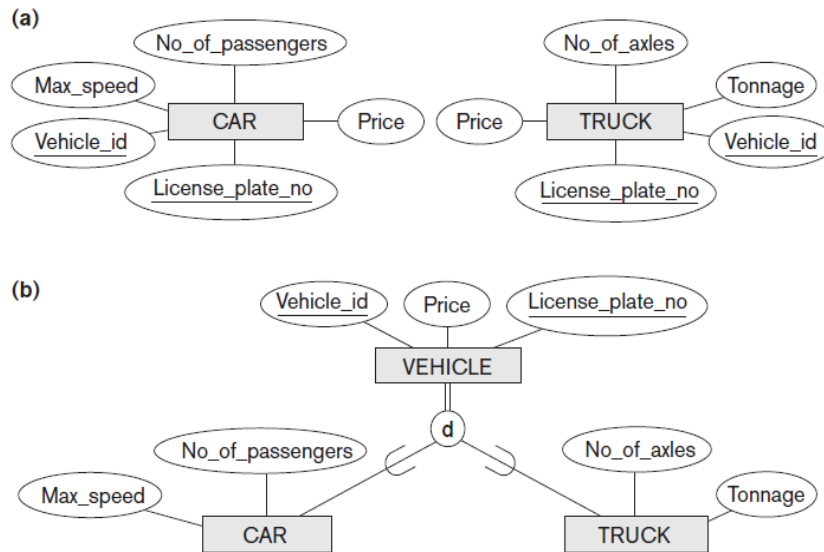 (a)
No_of_passengers
No_of_axles
Max_speed
Tonnage
CAR
Price
Price
TRUCK
Vehicle_id
Vehicle_id
License_plate_no
License_plate_no
(b)
Vehicle_id
Price
License_plate_no
VEHICLE
d
No_of_passengers
No_of_axles
Max_speed
Tonnage
CAR
TRUCK